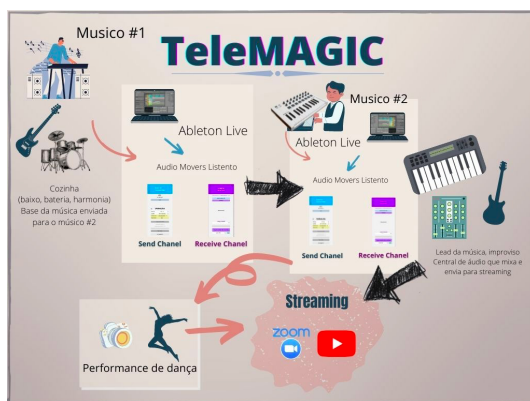 Musico #1
TeleMAGIC
Musico #2
Ableton Live
Ableton Live
Audio Movers Listento
Audio Movers Listento
Cozinha
(baixo, bateria, harmonia)
Base da música enviada
para o músico #2
Send Chanel
Receive Chanel
Send Chanel
Receive Chanel
Lead da música, improviso
Central de áudio que mixa e
envia para streaming
Streaming
zoom
Performance de dança